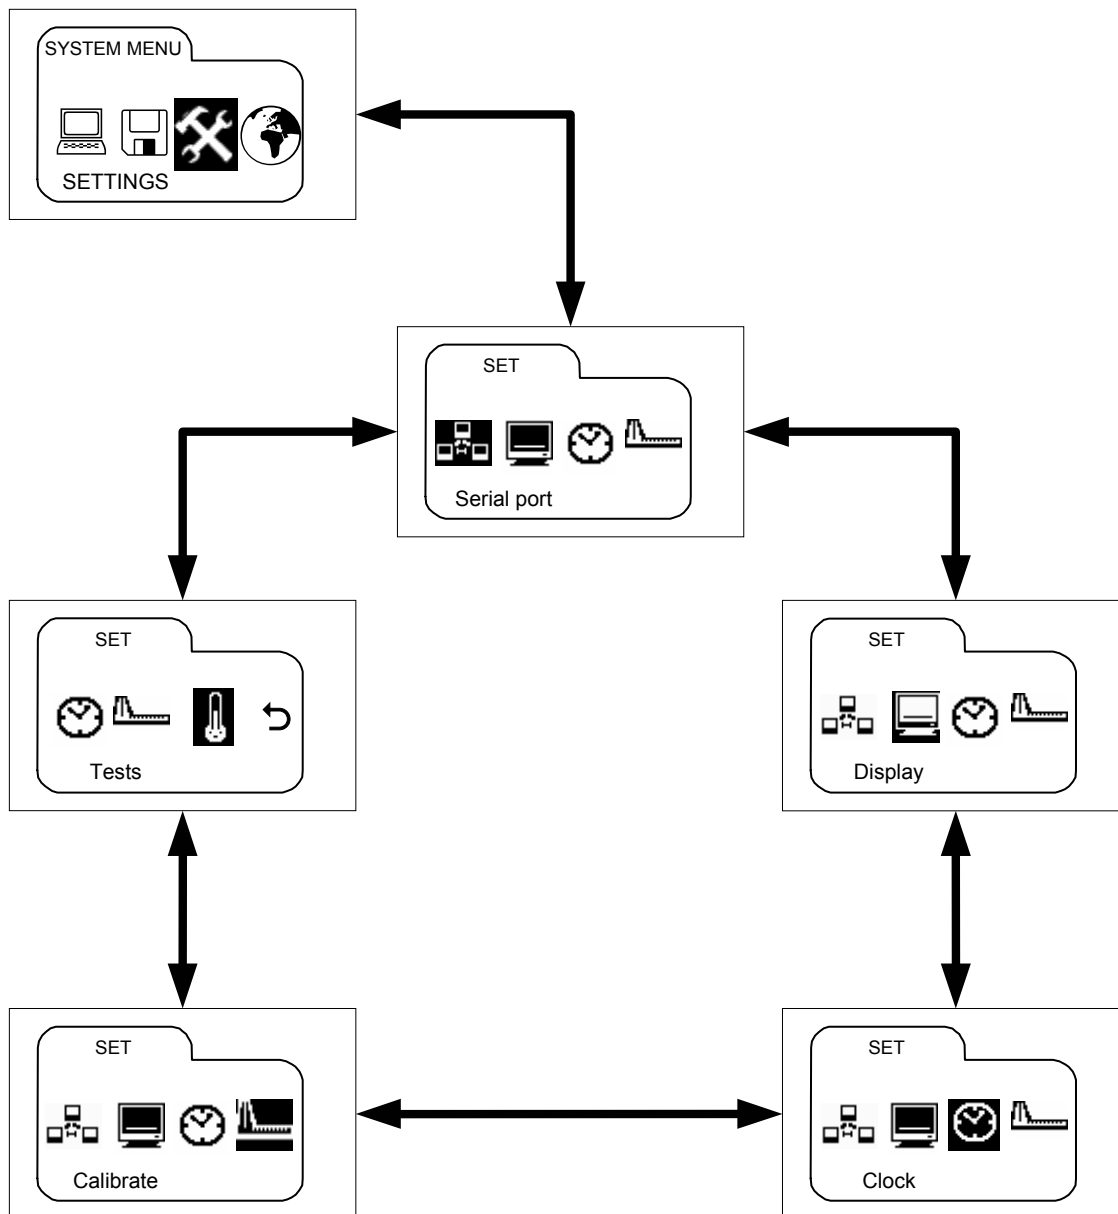 SYSTEM MENU
SETTINGS
SET
Serial port
SET
Tests
SET
Display
SET
Calibrate
SET
Clock